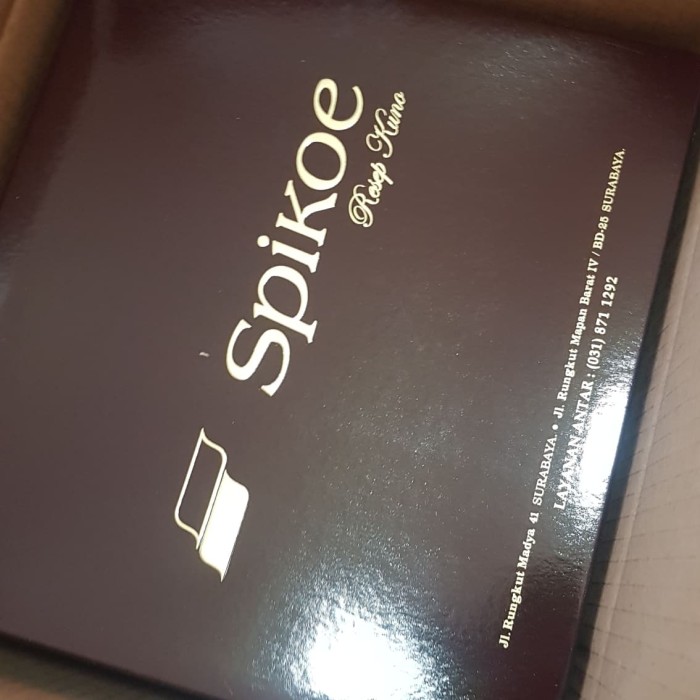 Spikoe
Resep Kuno
Jl. Rungkut Madya 41 SURABAYA. • Jl. Rungkut Mapan Barat IV / BD-25 SURABAYA.
LAYANAN ANTAR : (031) 871 1292